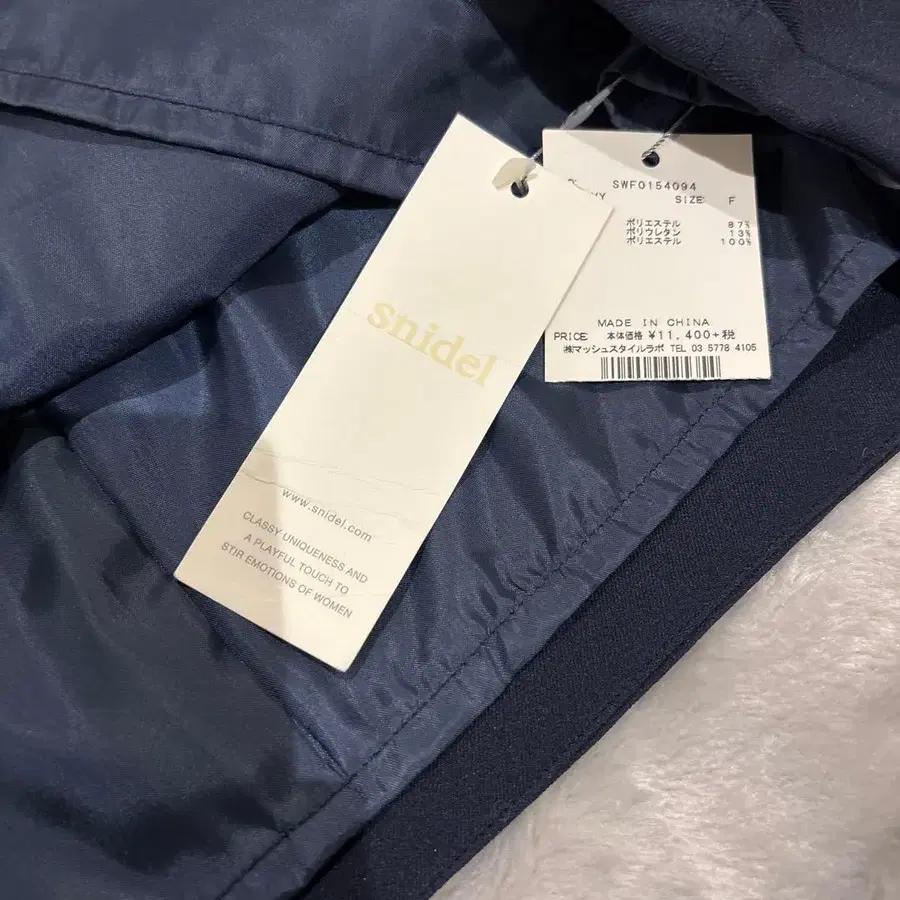 snidel
www.snidel.com
CLASSY UNIQUENESS AND
A PLAYFUL TOUCH TO
STIR EMOTIONS OF WOMEN
SWF0154094
SIZE F
ポリエステル 87%
ポリウレタン 13%
ポリエステル 100%
MADE IN CHINA
PRICE 本体価格 ¥11,400+税
㈱マッシュスタイルラボ TEL 03 5778 4105